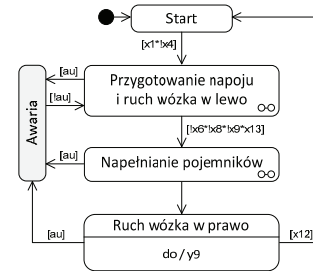 Start
[x1*!x4]
[au]
Przygotowanie napoju
i ruch wózka w lewo
[!au]
Awaria
[!x6*!x8*!x9*x13]
[au]
Napełnianie pojemników
Ruch wózka w prawo
[au]
[x12]
do / y9